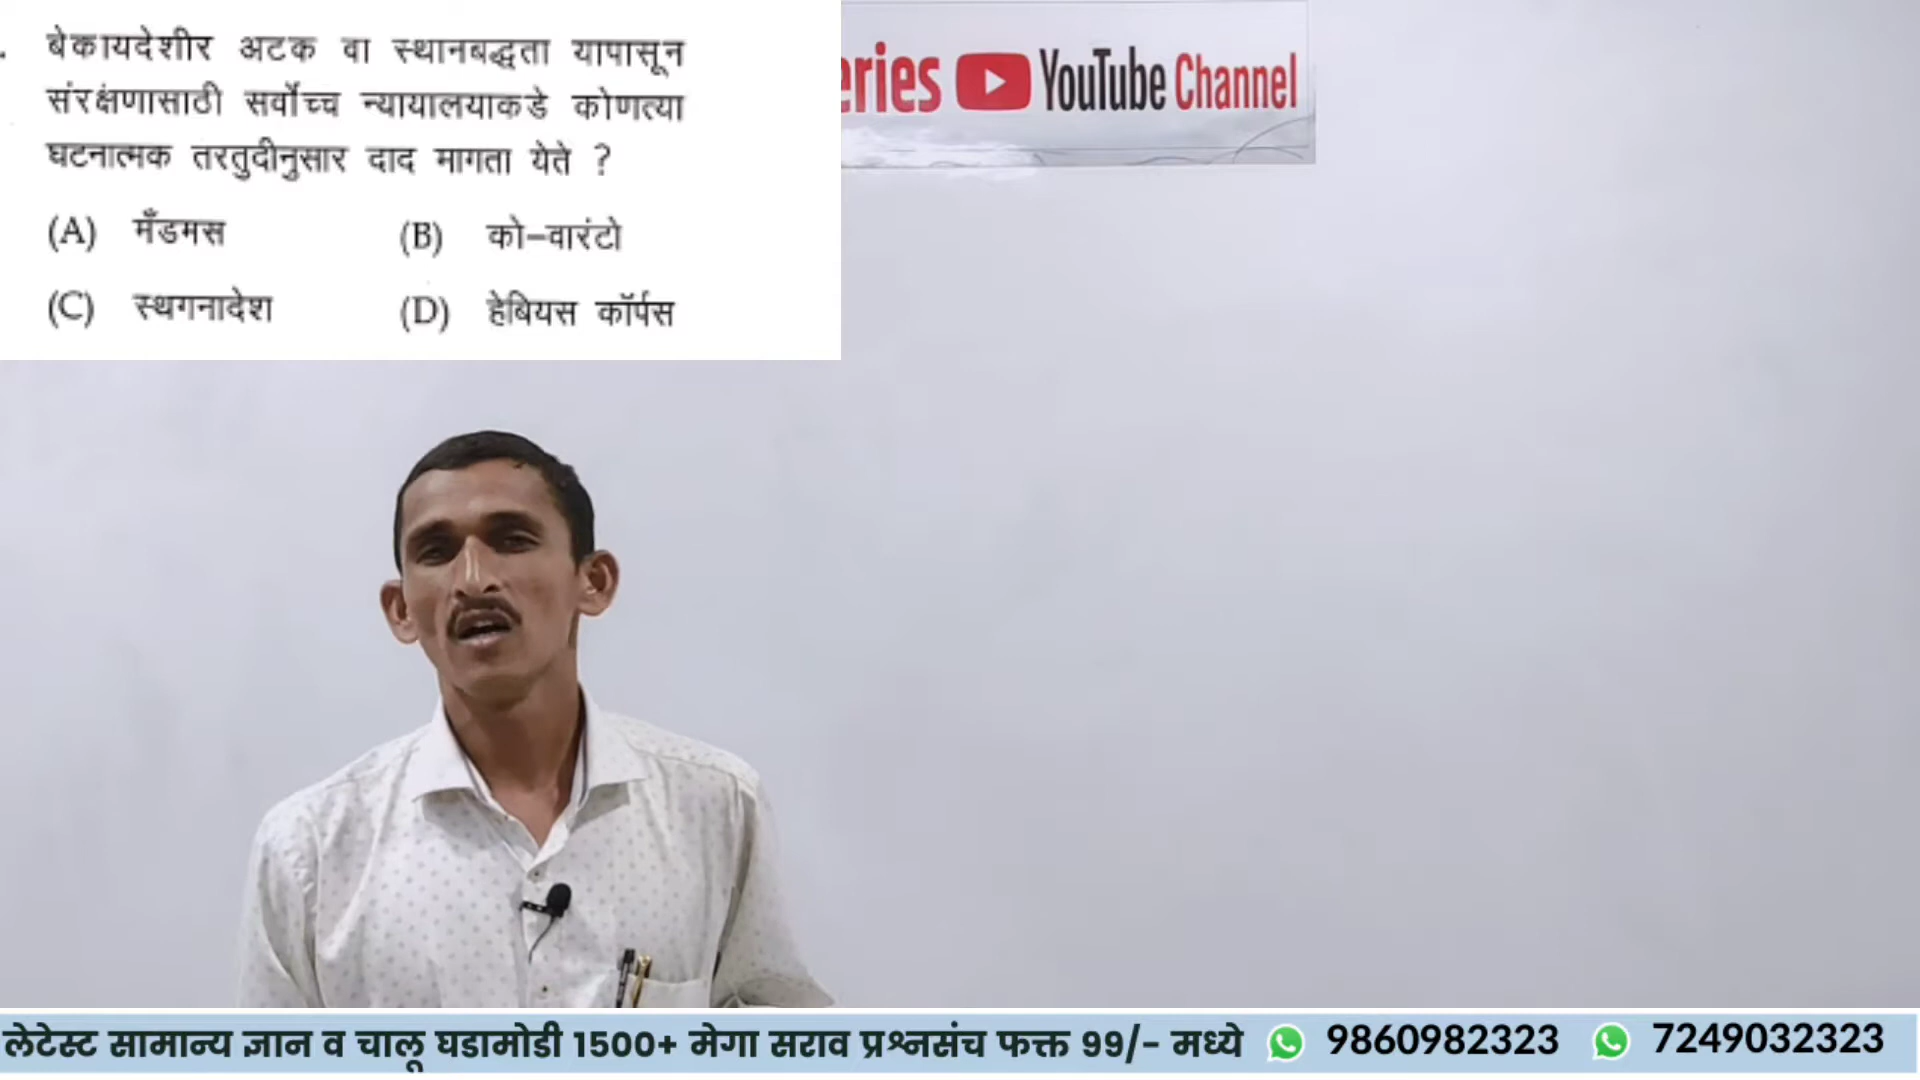 . बेकायदेशीर अटक वा स्थानबद्धता यापासून
संरक्षणासाठी सर्वोच्च न्यायालयाकडे कोणत्या
घटनात्मक तरतुदीनुसार दाद मागता येते ?
(A) मँडमस (B) को-वारंटो
(C) स्थगनादेश (D) हेबियस कॉर्पस
eries YouTube Channel
लेटेस्ट सामान्य ज्ञान व चालू घडामोडी 1500+ मेगा सराव प्रश्नसंच फक्त 99/- मध्ये 9860982323 7249032323